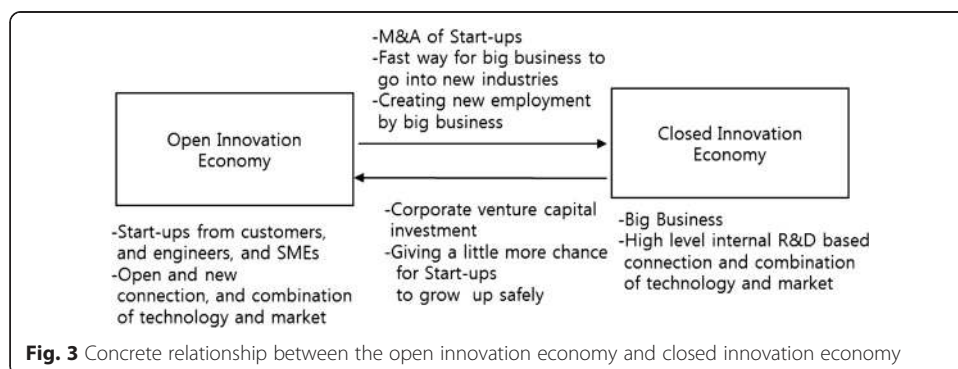 -M&A of Start-ups
-Fast way for big business to
go into new industries
-Creating new employment
by big business
Open Innovation
Economy
Closed Innovation
Economy
-Start-ups from customers,
and engineers, and SMEs
-Open and new
connection, and combination
of technology and market
-Corporate venture capital
investment
-Giving a little more chance
for Start-ups
to grow up safely
-Big Business
-High level internal R&D based
connection and combination
of technology and market
Fig. 3 Concrete relationship between the open innovation economy and closed innovation economy